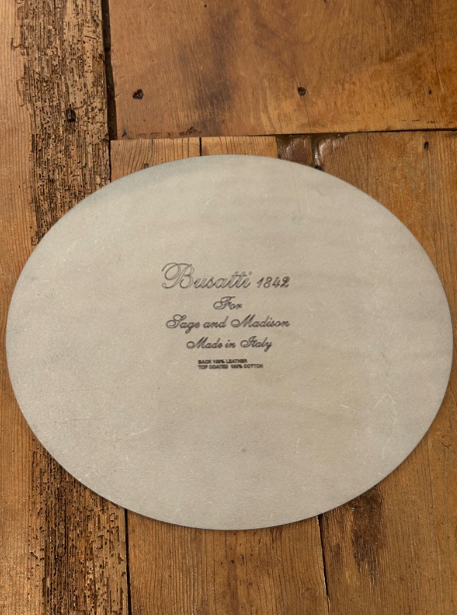 Busatti 1842
For
Sage and Madison
Made in Italy
BACK 100% LEATHER
TOP COATED 100% COTTON